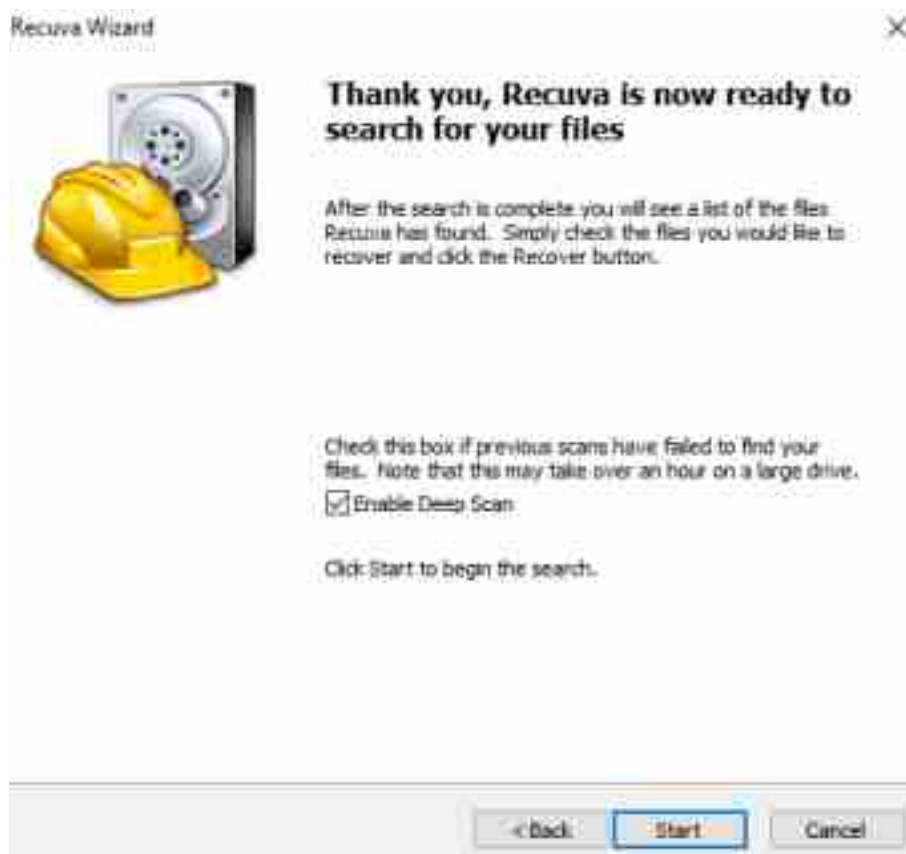 Recuva Wizard
Thank you, Recuva is now ready to
search for your files
After the search is complete you will see a list of the files
Recuva has found. Simply check the files you would like to
recover and click the Recover button.
Check this box if previous scans have failed to find your
files. Note that this may take over an hour on a large drive.
Enable Deep Scan
Click Start to begin the search.
< Back
Start
Cancel